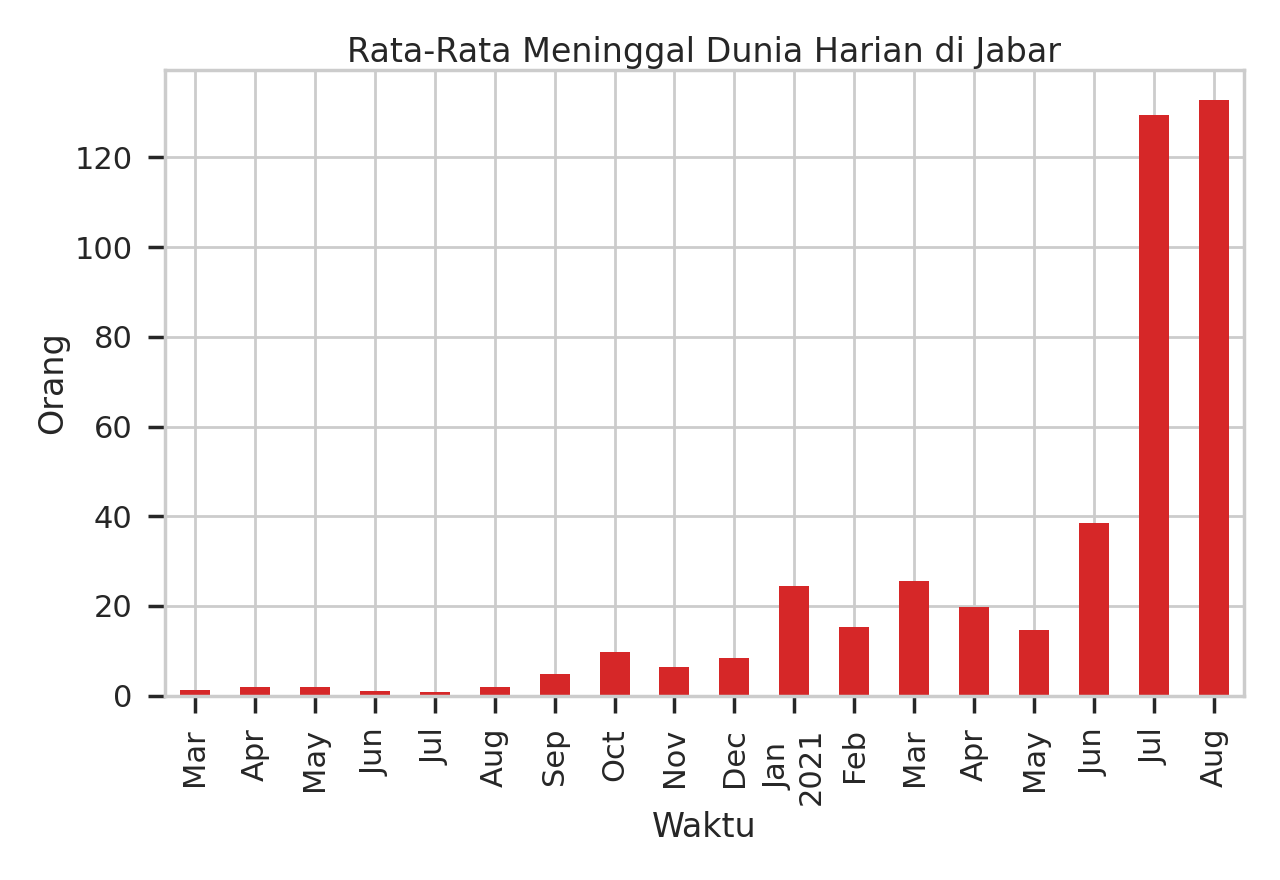 Rata-Rata Meninggal Dunia Harian di Jabar
Orang
120
100
80
60
40
20
0
Mar
Apr
May
Jun
Jul
Aug
Sep
Oct
Nov
Dec
Jan
2021
Feb
Mar
Apr
May
Jun
Jul
Aug
Waktu